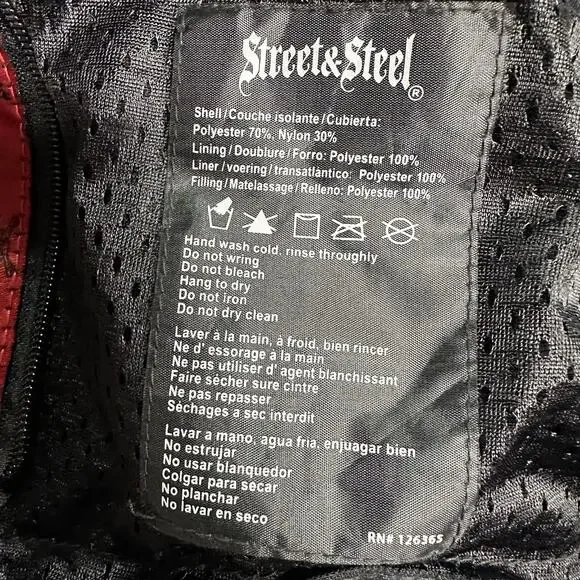 Street&Steel®
Shell/Couche isolante/Cubierta:
Polyester 70%, Nylon 30%
Lining/Doublure/Forro: Polyester 100%
Liner/voering/transatlántico: Polyester 100%
Filling/Matelassage/Relleno: Polyester 100%
Hand wash cold, rinse throughly
Do not wring
Do not bleach
Hang to dry
Do not iron
Do not dry clean
Laver à la main, à froid, bien rincer
Ne d' essorage à la main
Ne pas utiliser d' agent blanchissant
Faire sécher sure cintre
Ne pas repasser
Séchages a sec interdit
Lavar a mano, agua fria, enjuagar bien
No estrujar
No usar blanquedor
Colgar para sécar
No planchar
No lavar en seco
RN# 126365